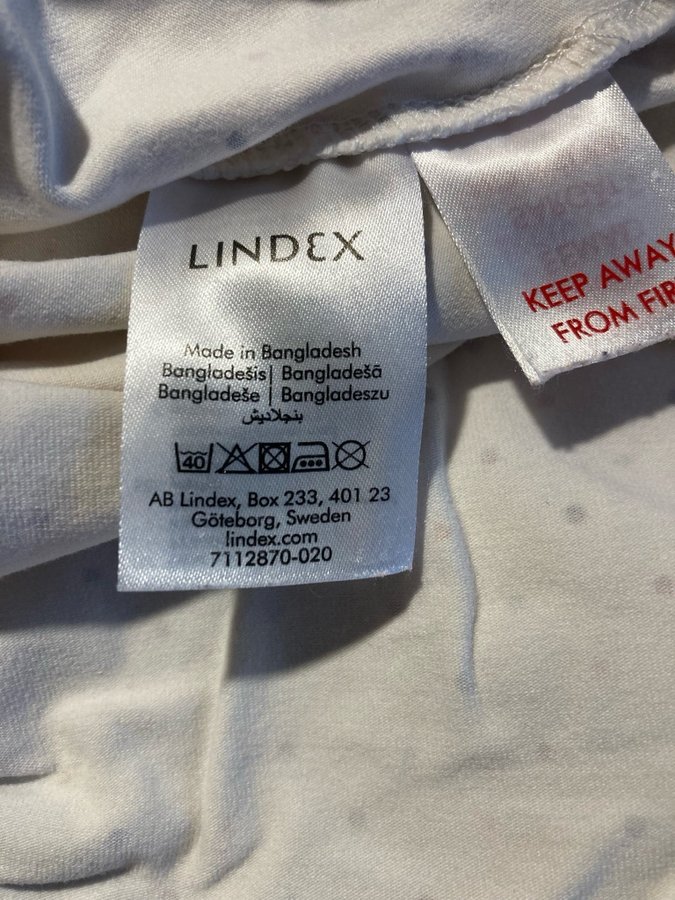 LINDEX
Made in Bangladesh
Bangladešis | Bangladešā
Bangladeše | Bangladeszu
بنجلاديش
40
AB Lindex, Box 233, 401 23
Göteborg, Sweden
lindex.com
7112870-020
KEEP AWAY
FROM